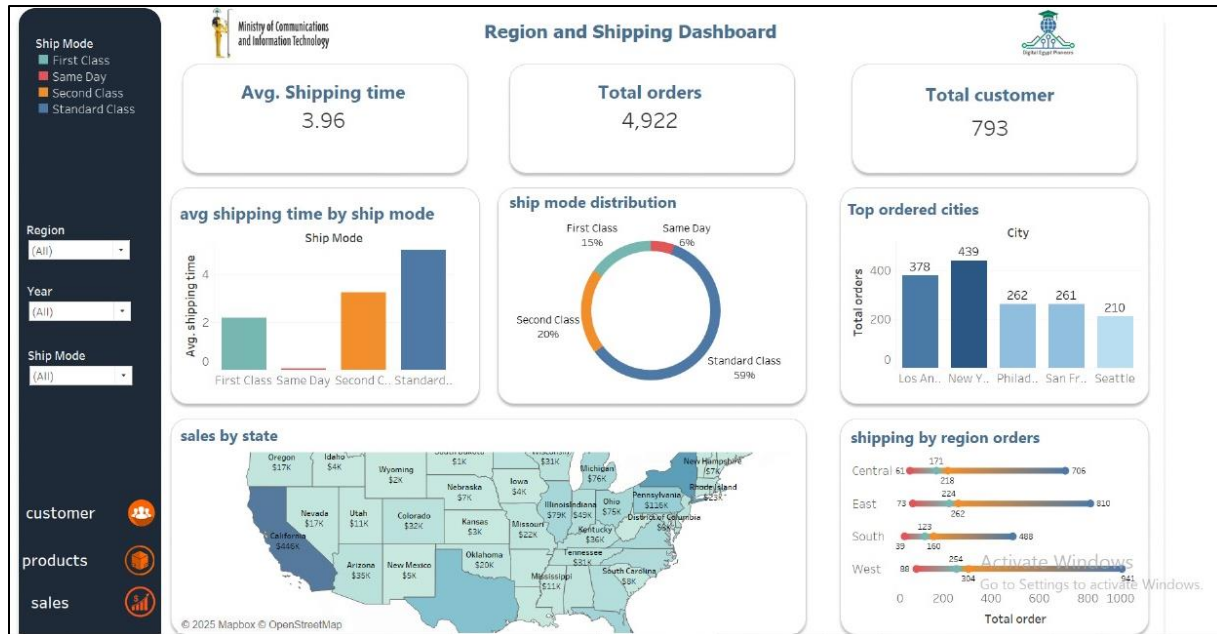 Ship Mode
First Class
Same Day
Second Class
Standard Class
Region
(All)
Year
(All)
Ship Mode
(All)
customer
products
sales
Ministry of Communications
and Information Technology
Region and Shipping Dashboard
Digital Egypt Pioneers
Avg. Shipping time
3.96
Total orders
4,922
Total customer
793
avg shipping time by ship mode
Ship Mode
Avg. shipping time
4
2
0
First Class Same Day Second C.. Standard..
ship mode distribution
First Class
15%
Same Day
6%
Second Class
20%
Standard Class
59%
Top ordered cities
City
Total orders
400
200
0
378 439 262 261 210
Los An.. New Y.. Philad.. San Fr.. Seattle
sales by state
Oregon
$17K
Idaho
$4K
Wyoming
$2K
$1K
$31K
Michigan
$76K
New Hampshire
$7K
Rhode Island
$23K
Nebraska
$7K
Iowa
$4K
Pennsylvania
$116K
Nevada
$17K
Utah
$11K
Colorado
$32K
Kansas
$3K
Missouri
$22K
Illinois
$79K
Indiana
$49K
Ohio
$75K
District of Columbia
Kentucky
$36K
California
$446K
Arizona
$35K
New Mexico
$5K
Oklahoma
$20K
Tennessee
$31K
Mississippi
$11K
South Carolina
$8K
© 2025 Mapbox © OpenStreetMap
shipping by region orders
Central 61 171 218 706
East 73 224 262 810
South 39 123 160 488
West 88 254 304 941
0 200 400 600 800 1000
Total order
Activate Windows
Go to Settings to activate Windows.